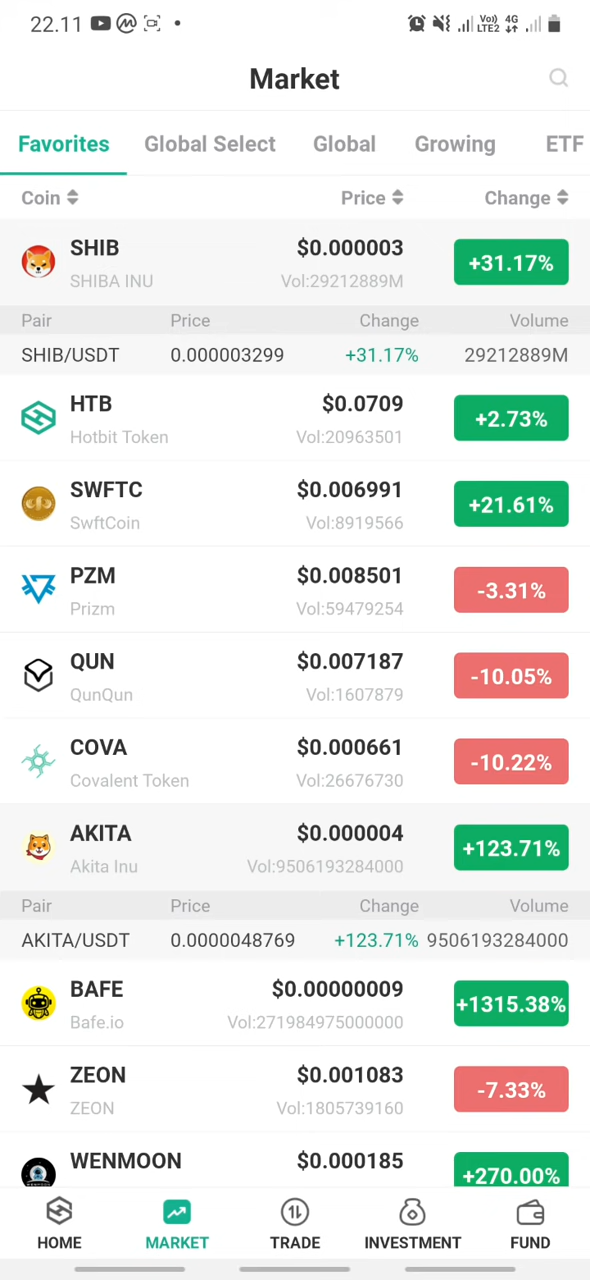 22.11 Vo) LTE2 4G
Market
Favorites Global Select Global Growing ETF
Coin Price Change
SHIB $0.000003 +31.17%
SHIBA INU Vol:29212889M
Pair Price Change Volume
SHIB/USDT 0.000003299 +31.17% 29212889M
HTB $0.0709 +2.73%
Hotbit Token Vol:20963501
SWFTC $0.006991 +21.61%
SwftCoin Vol:8919566
PZM $0.008501 -3.31%
Prizm Vol:59479254
QUN $0.007187 -10.05%
QunQun Vol:1607879
COVA $0.000661 -10.22%
Covalent Token Vol:26676730
AKITA $0.000004 +123.71%
Akita Inu Vol:9506193284000
Pair Price Change Volume
AKITA/USDT 0.0000048769 +123.71% 9506193284000
BAFE $0.00000009 +1315.38%
Bafe.io Vol:271984975000000
ZEON $0.001083 -7.33%
ZEON Vol:1805739160
WENMOON $0.000185 +270.00%
HOME MARKET TRADE INVESTMENT FUND